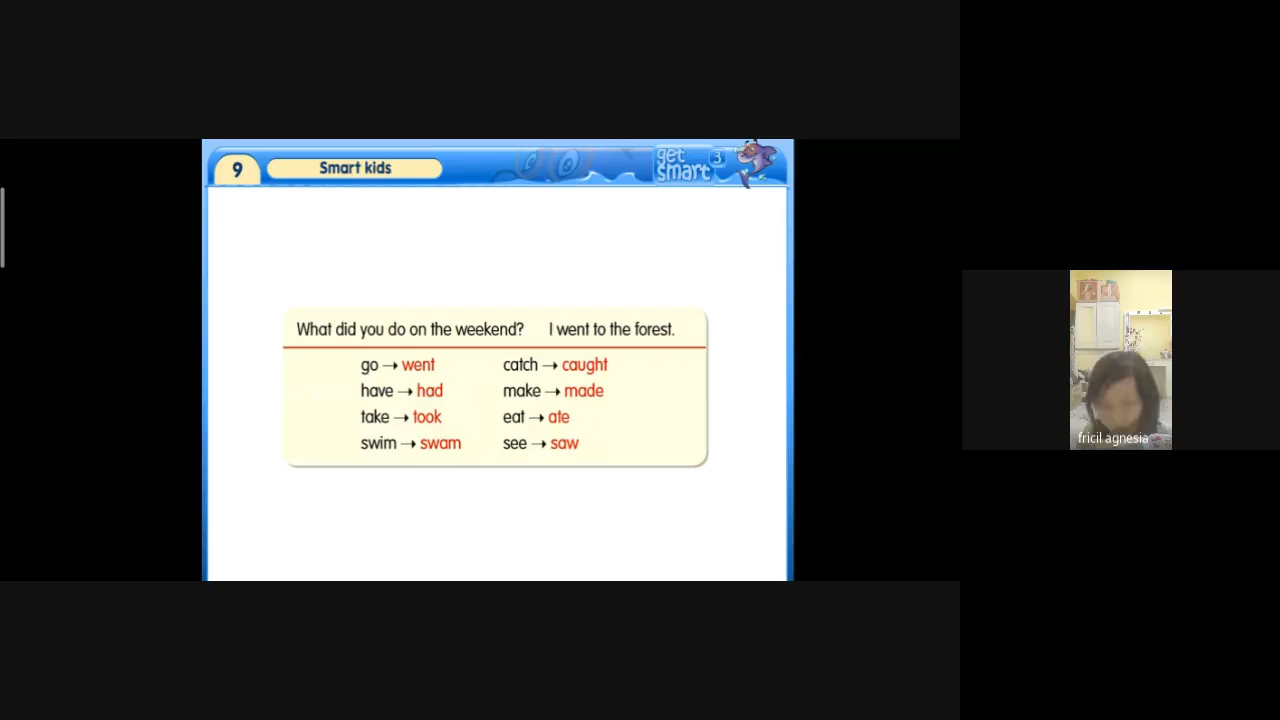 9 Smart kids get smart 3
What did you do on the weekend? I went to the forest.
go → went catch → caught
have → had make → made
take → took eat → ate
swim → swam see → saw
fricil agnesia